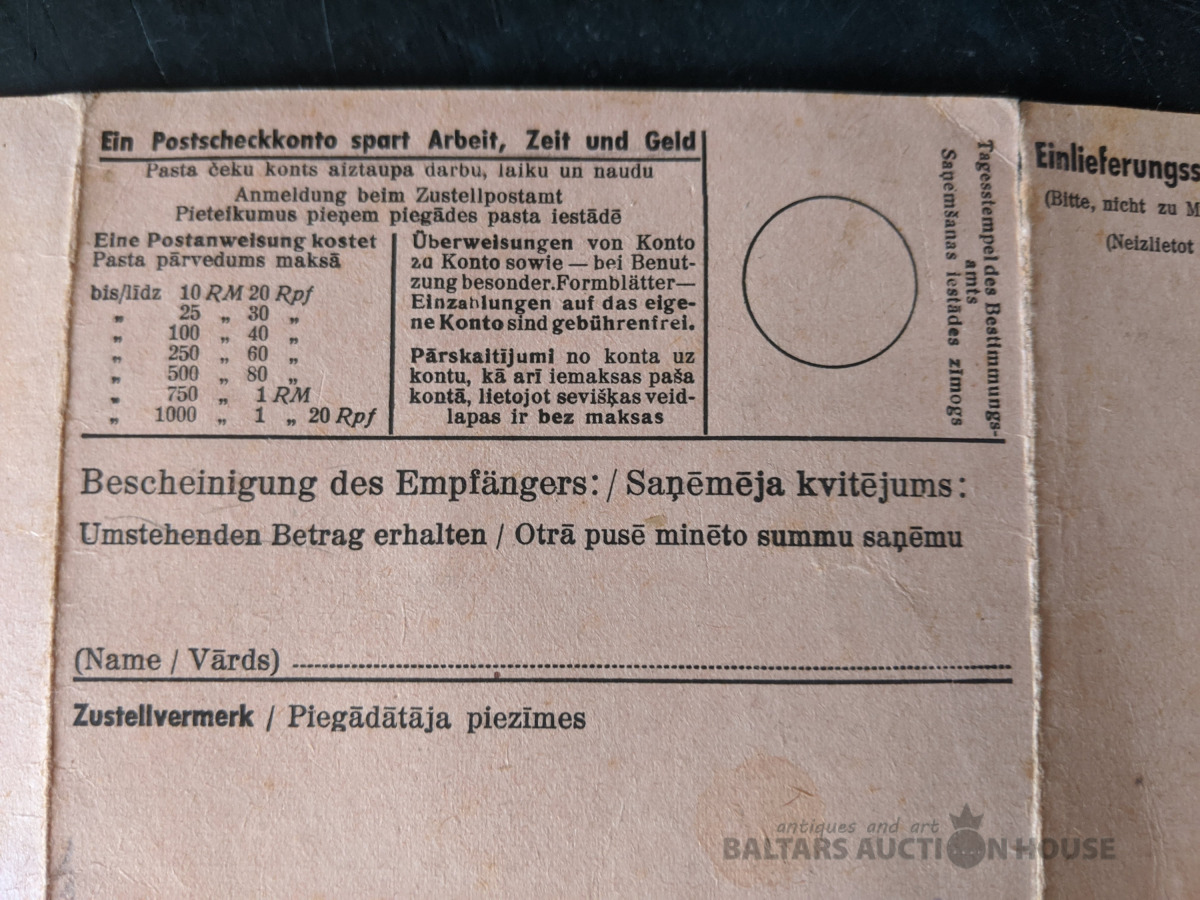 Ein Postscheckkonto spart Arbeit, Zeit und Geld
Pasta čeku konts aiztaupa darbu, laiku un naudu
Anmeldung beim Zustellpostamt
Pieteikumus pieņem piegādes pasta iestādē
Eine Postanweisung kostet
Pasta pārvedums maksā
bis/līdz 10 RM 20 Rpf
„ 25 „ 30 „
„ 100 „ 40 „
„ 250 „ 60 „
„ 500 „ 80 „
„ 750 „ 1 RM
„ 1000 „ 1 „ 20 Rpf
Überweisungen von Konto
zu Konto sowie — bei Benut-
zung besonder. Formblätter —
Einzahlungen auf das eige-
ne Konto sind gebührenfrei.
Pārskaitījumi no konta uz
kontu, kā arī iemaksas paša
kontā, lietojot sevišķas veid-
lapas ir bez maksas
Tagesstempel des Bestimmungs-
amts
Saņemšanas iestādes zīmogs
Bescheinigung des Empfängers: / Saņēmēja kvitējums:
Umstehenden Betrag erhalten / Otrā pusē minēto summu saņēmu
(Name / Vārds)
Zustellvermerk / Piegādātāja piezīmes
Einlieferungss
(Bitte, nicht zu M
(Neizlietot
antiques and art
BALTARS AUCTION HOUSE